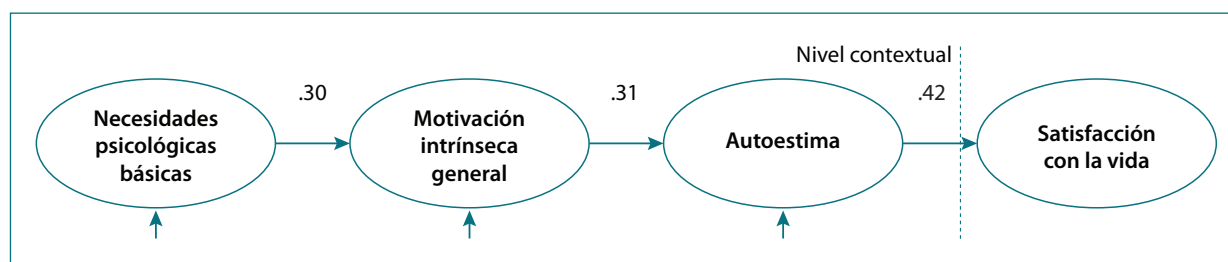 Nivel contextual
.30
.31
.42
Necesidades
psicológicas
básicas
Motivación
intrínseca
general
Autoestima
Satisfacción
con la vida